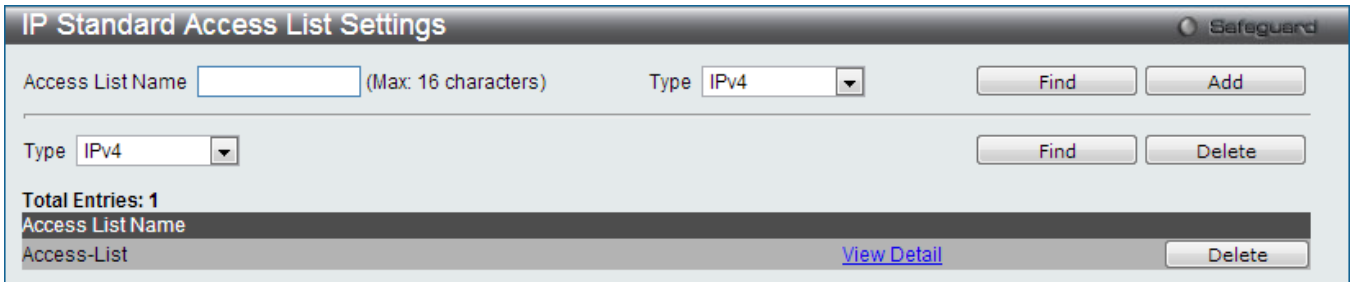 IP Standard Access List Settings Safeguard
Access List Name (Max: 16 characters) Type IPv4 Find Add
Type IPv4 Find Delete
Total Entries: 1
Access List Name
Access-List View Detail Delete